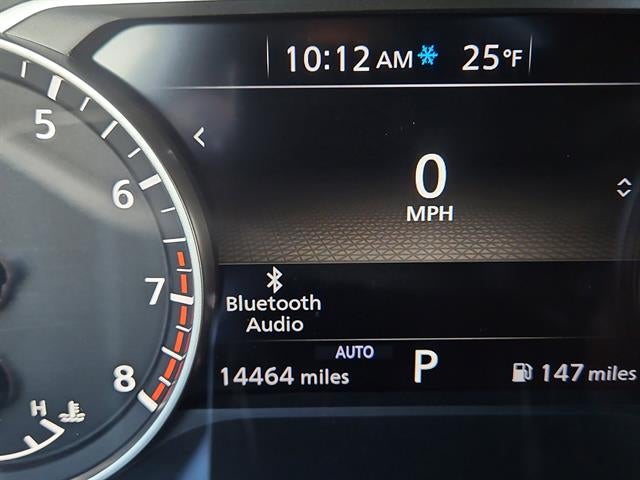 10:12 AM 25°F
5
6
7
8
H
0
MPH
Bluetooth
Audio
AUTO
14464 miles
P
147 miles